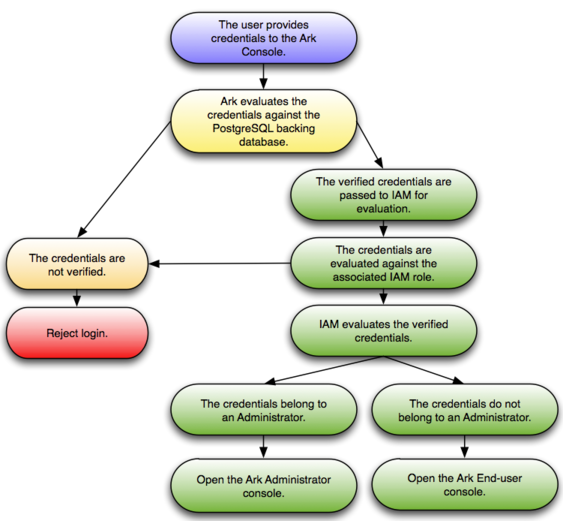 The user provides
credentials to the Ark
Console.
Ark evaluates the
credentials against the
PostgreSQL backing
database.
The verified credentials are
passed to IAM for
evaluation.
The credentials are
not verified.
The credentials are
evaluated against the
associated IAM role.
Reject login.
IAM evaluates the verified
credentials.
The credentials belong to
an Administrator.
The credentials do not
belong to an Administrator.
Open the Ark Administrator
console.
Open the Ark End-user
console.